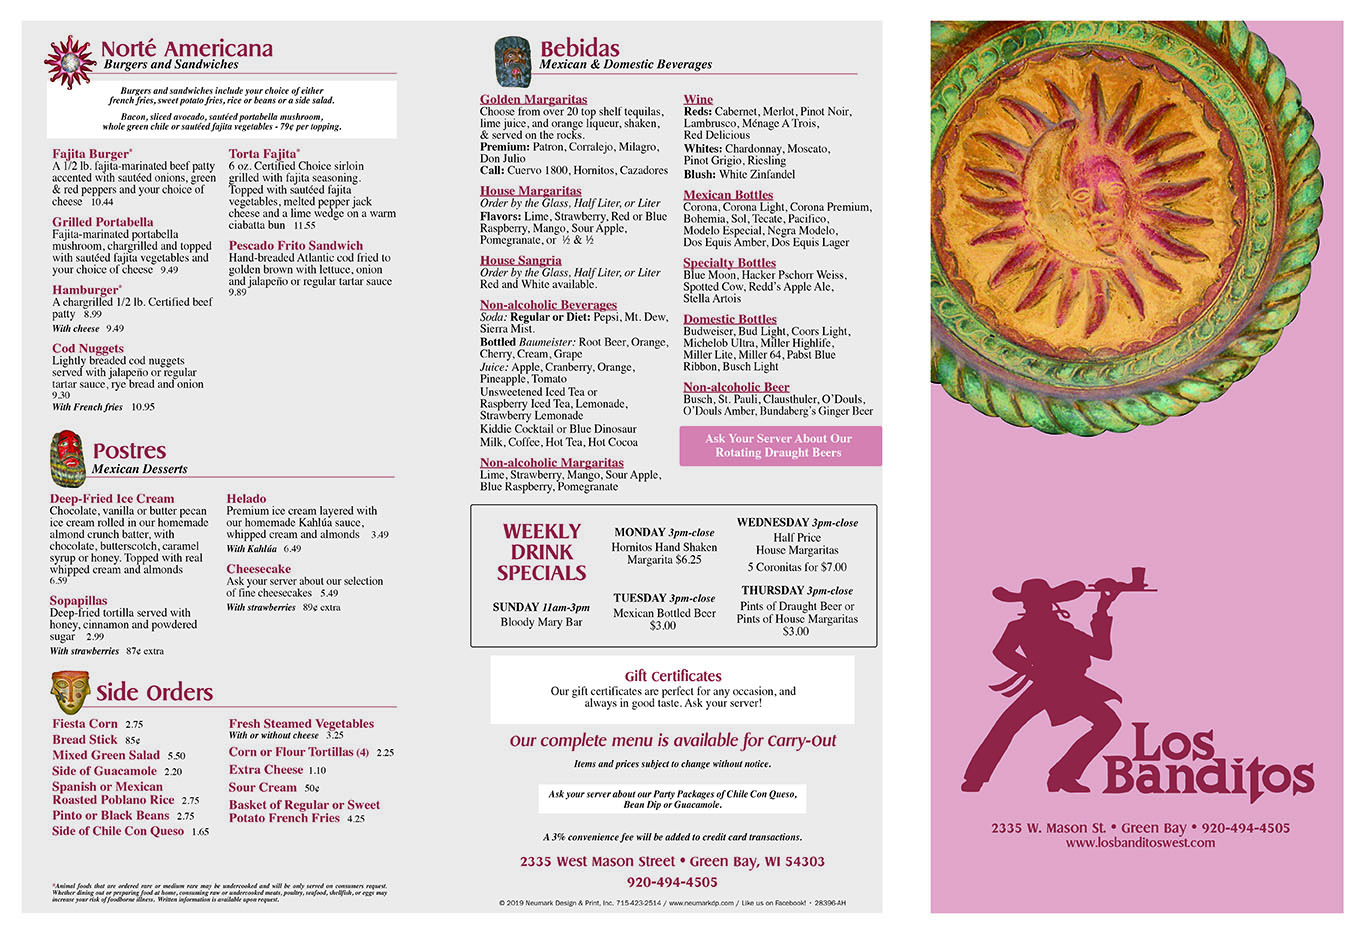 Norté Americana
Burgers and Sandwiches
Burgers and sandwiches include your choice of either
french fries, sweet potato fries, rice or beans or a side salad.
Bacon, sliced avocado, sautéed portabella mushroom,
whole green chile or sautéed fajita vegetables - 79¢ per topping.
Fajita Burger*
A 1/2 lb. fajita-marinated beef patty
accented with sautéed onions, green
& red peppers and your choice of
cheese 10.44
Grilled Portabella
Fajita-marinated portabella
mushroom, chargrilled and topped
with sautéed fajita vegetables and
your choice of cheese 9.49
Hamburger*
A chargrilled 1/2 lb. Certified beef
patty 8.99
With cheese 9.49
Cod Nuggets
Lightly breaded cod nuggets
served with jalapeño or regular
tartar sauce, rye bread and onion
9.30
With French fries 10.95
Torta Fajita*
6 oz. Certified Choice sirloin
grilled with fajita seasoning.
Topped with sautéed fajita
vegetables, melted pepper jack
cheese and a lime wedge on a warm
ciabatta bun 11.55
Pescado Frito Sandwich
Hand-breaded Atlantic cod fried to
golden brown with lettuce, onion
and jalapeño or regular tartar sauce
9.89
Postres
Mexican Desserts
Deep-Fried Ice Cream
Chocolate, vanilla or butter pecan
ice cream rolled in our homemade
almond crunch batter, with
chocolate, butterscotch, caramel
syrup or honey. Topped with real
whipped cream and almonds
6.59
Sopapillas
Deep-fried tortilla served with
honey, cinnamon and powdered
sugar 2.99
With strawberries 87¢ extra
Helado
Premium ice cream layered with
our homemade Kahlúa sauce,
whipped cream and almonds 3.49
With Kahlúa 6.49
Cheesecake
Ask your server about our selection
of fine cheesecakes 5.49
With strawberries 89¢ extra
Side Orders
Fiesta Corn 2.75
Bread Stick 85¢
Mixed Green Salad 5.50
Side of Guacamole 2.20
Spanish or Mexican
Roasted Poblano Rice 2.75
Pinto or Black Beans 2.75
Side of Chile Con Queso 1.65
Fresh Steamed Vegetables
With or without cheese 3.25
Corn or Flour Tortillas (4) 2.25
Extra Cheese 1.10
Sour Cream 50¢
Basket of Regular or Sweet
Potato French Fries 4.25
*Animal foods that are ordered rare or medium rare may be undercooked and will be only served on consumers request.
Whether dining out or preparing food at home, consuming raw or undercooked meats, poultry, seafood, shellfish, or eggs may
increase your risk of foodborne illness. Written information is available upon request.
Bebidas
Mexican & Domestic Beverages
Golden Margaritas
Choose from over 20 top shelf tequilas,
lime juice, and orange liqueur, shaken,
& served on the rocks.
Premium: Patron, Corralejo, Milagro,
Don Julio
Call: Cuervo 1800, Hornitos, Cazadores
House Margaritas
Order by the Glass, Half Liter, or Liter
Flavors: Lime, Strawberry, Red or Blue
Raspberry, Mango, Sour Apple,
Pomegranate, or ½ & ½
House Sangria
Order by the Glass, Half Liter, or Liter
Red and White available.
Non-alcoholic Beverages
Soda: Regular or Diet: Pepsi, Mt. Dew,
Sierra Mist.
Bottled Baumeister: Root Beer, Orange,
Cherry, Cream, Grape
Juice: Apple, Cranberry, Orange,
Pineapple, Tomato
Unsweetened Iced Tea or
Raspberry Iced Tea, Lemonade,
Strawberry Lemonade
Kiddie Cocktail or Blue Dinosaur
Milk, Coffee, Hot Tea, Hot Cocoa
Non-alcoholic Margaritas
Lime, Strawberry, Mango, Sour Apple,
Blue Raspberry, Pomegranate
Wine
Reds: Cabernet, Merlot, Pinot Noir,
Lambrusco, Ménage A Trois,
Red Delicious
Whites: Chardonnay, Moscato,
Pinot Grigio, Riesling
Blush: White Zinfandel
Mexican Bottles
Corona, Corona Light, Corona Premium,
Bohemia, Sol, Tecate, Pacifico,
Modelo Especial, Negra Modelo,
Dos Equis Amber, Dos Equis Lager
Specialty Bottles
Blue Moon, Hacker Pschorr Weiss,
Spotted Cow, Redd's Apple Ale,
Stella Artois
Domestic Bottles
Budweiser, Bud Light, Coors Light,
Michelob Ultra, Miller Highlife,
Miller Lite, Miller 64, Pabst Blue
Ribbon, Busch Light
Non-alcoholic Beer
Busch, St. Pauli, Clausthuler, O'Douls,
O'Douls Amber, Bundaberg's Ginger Beer
Ask Your Server About Our
Rotating Draught Beers
WEEKLY
DRINK
SPECIALS
SUNDAY 11am-3pm
Bloody Mary Bar
MONDAY 3pm-close
Hornitos Hand Shaken
Margarita $6.25
TUESDAY 3pm-close
Mexican Bottled Beer
$3.00
WEDNESDAY 3pm-close
Half Price
House Margaritas
5 Coronitas for $7.00
THURSDAY 3pm-close
Pints of Draught Beer or
Pints of House Margaritas
$3.00
Gift Certificates
Our gift certificates are perfect for any occasion, and
always in good taste. Ask your server!
Our complete menu is available for Carry-Out
Items and prices subject to change without notice.
Ask your server about our Party Packages of Chile Con Queso,
Bean Dip or Guacamole.
A 3% convenience fee will be added to credit card transactions.
2335 West Mason Street • Green Bay, WI 54303
920-494-4505
© 2019 Neumark Design & Print, Inc. 715-423-2514 / www.neumarkdp.com / Like us on Facebook! • 28396-AH
Los
Banditos
2335 W. Mason St. • Green Bay • 920-494-4505
www.losbanditoswest.com